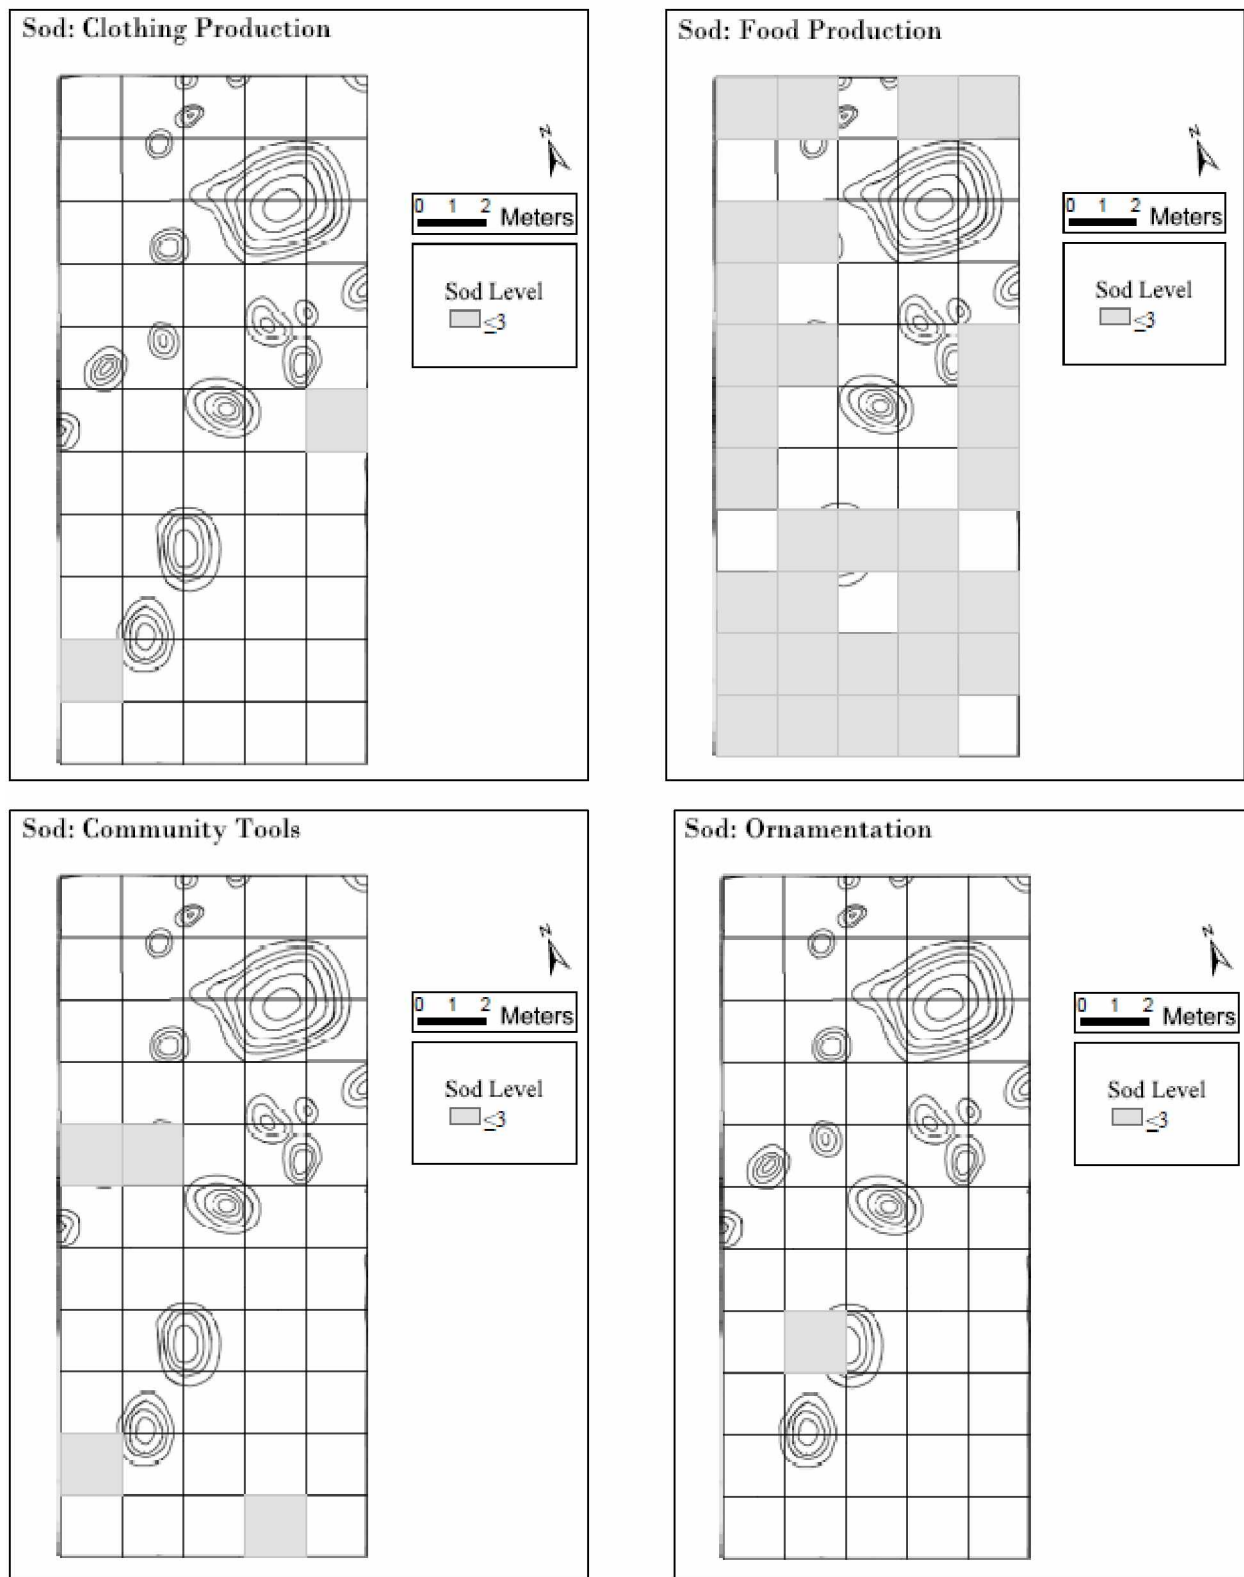 Sod: Clothing Production
N
0 1 2 Meters
Sod Level
≤3
Sod: Food Production
N
0 1 2 Meters
Sod Level
≤3
Sod: Community Tools
N
0 1 2 Meters
Sod Level
≤3
Sod: Ornamentation
N
0 1 2 Meters
Sod Level
≤3